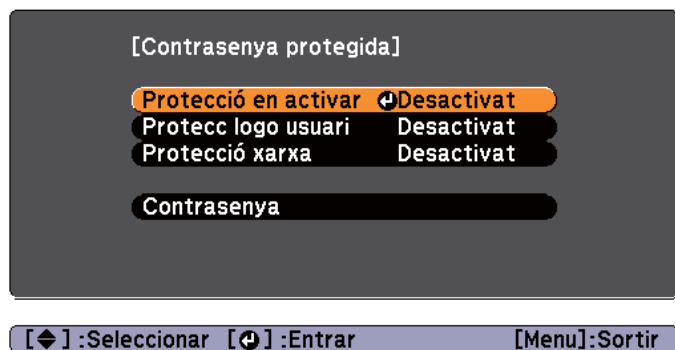 [Contrasenya protegida]
Protecció en activar Desactivat
Protecc logo usuari Desactivat
Protecció xarxa Desactivat
Contrasenya
[◆] :Seleccionar [↵] :Entrar [Menu]:Sortir